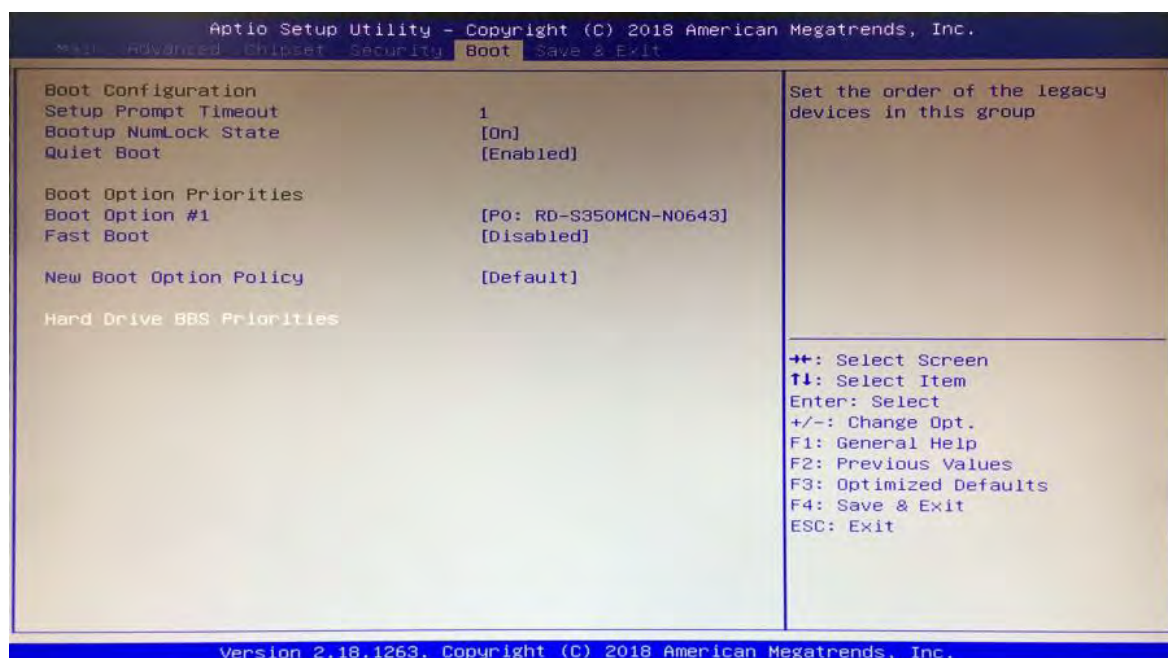 Aptio Setup Utility - Copyright (C) 2018 American Megatrends, Inc.
Main Advanced Chipset Security Boot Save & Exit
Boot Configuration
Setup Prompt Timeout 1
Bootup NumLock State [On]
Quiet Boot [Enabled]
Boot Option Priorities
Boot Option #1 [P0: RD-S350MCN-N0643]
Fast Boot [Disabled]
New Boot Option Policy [Default]
Hard Drive BBS Priorities
Set the order of the legacy
devices in this group
→←: Select Screen
↑↓: Select Item
Enter: Select
+/-: Change Opt.
F1: General Help
F2: Previous Values
F3: Optimized Defaults
F4: Save & Exit
ESC: Exit
Version 2.18.1263. Copyright (C) 2018 American Megatrends, Inc.